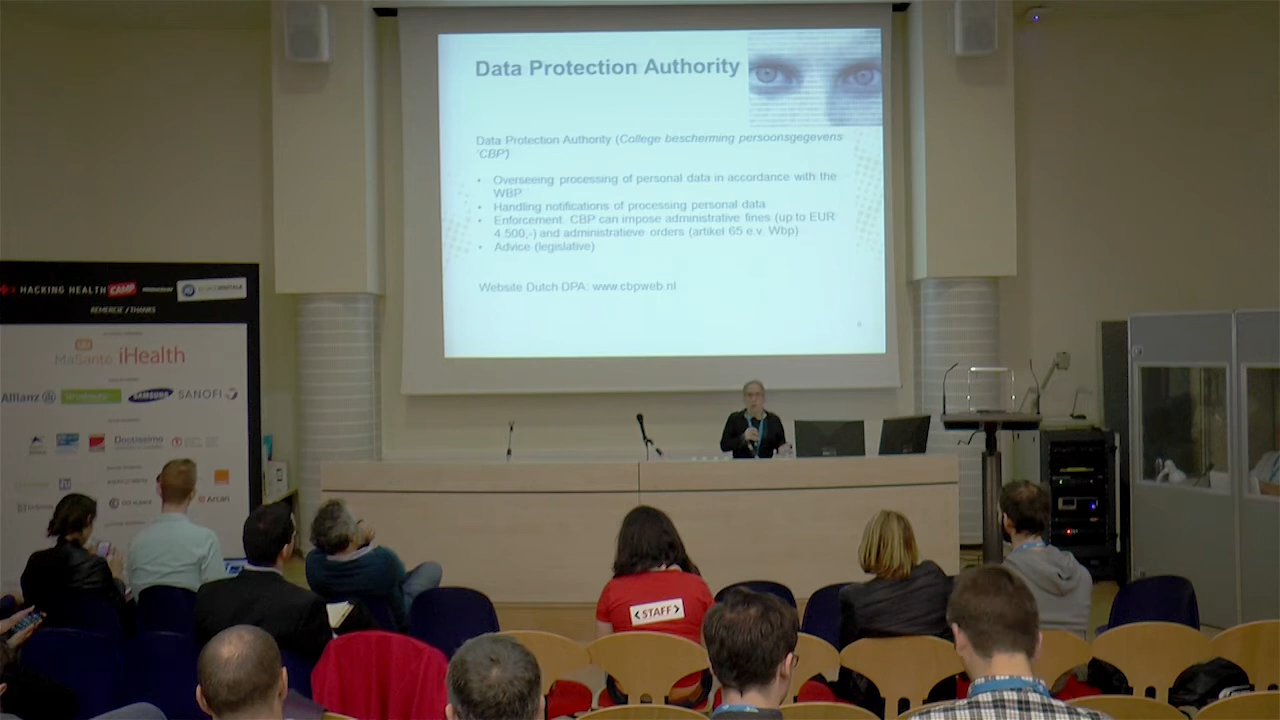 Data Protection Authority
Data Protection Authority (College bescherming persoonsgegevens
'CBP')
• Overseeing processing of personal data in accordance with the
WBP
• Handling notifications of processing personal data
• Enforcement. CBP can impose administrative fines (up to EUR
4.500,-) and administratieve orders (artikel 65 e.v. Wbp)
• Advice (legislative)
Website Dutch DPA: www.cbpweb.nl
HACKING HEALTH CAMP
REMERCIE / THANKS
MaSanté iHealth
Allianz
SAMSUNG
SANOFI
Doctissimo
Arcan
<STAFF>